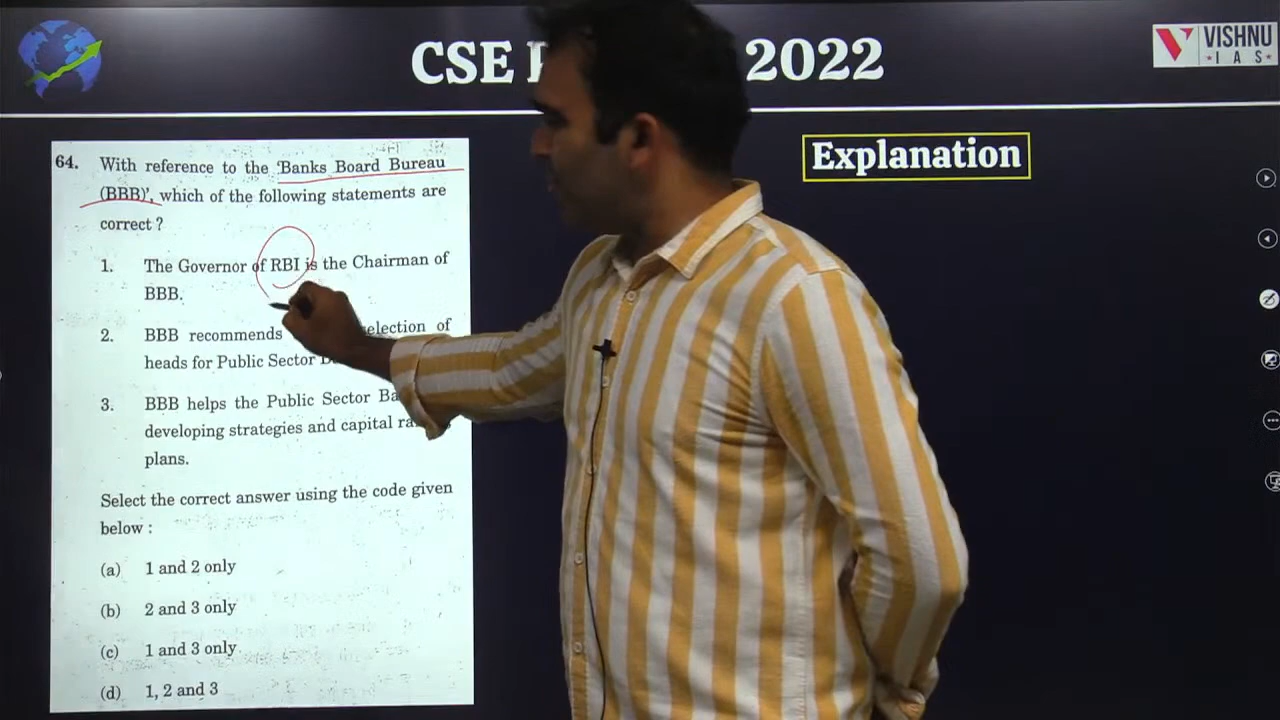 CSE 2022
VISHNU
IAS
Explanation
64. With reference to the 'Banks Board Bureau
(BBB)', which of the following statements are
correct ?
1. The Governor of RBI is the Chairman of
BBB.
2. BBB recommends selection of
heads for Public Sector
3. BBB helps the Public Sector
developing strategies and capital
plans.
Select the correct answer using the code given
below :
(a) 1 and 2 only
(b) 2 and 3 only
(c) 1 and 3 only
(d) 1, 2 and 3